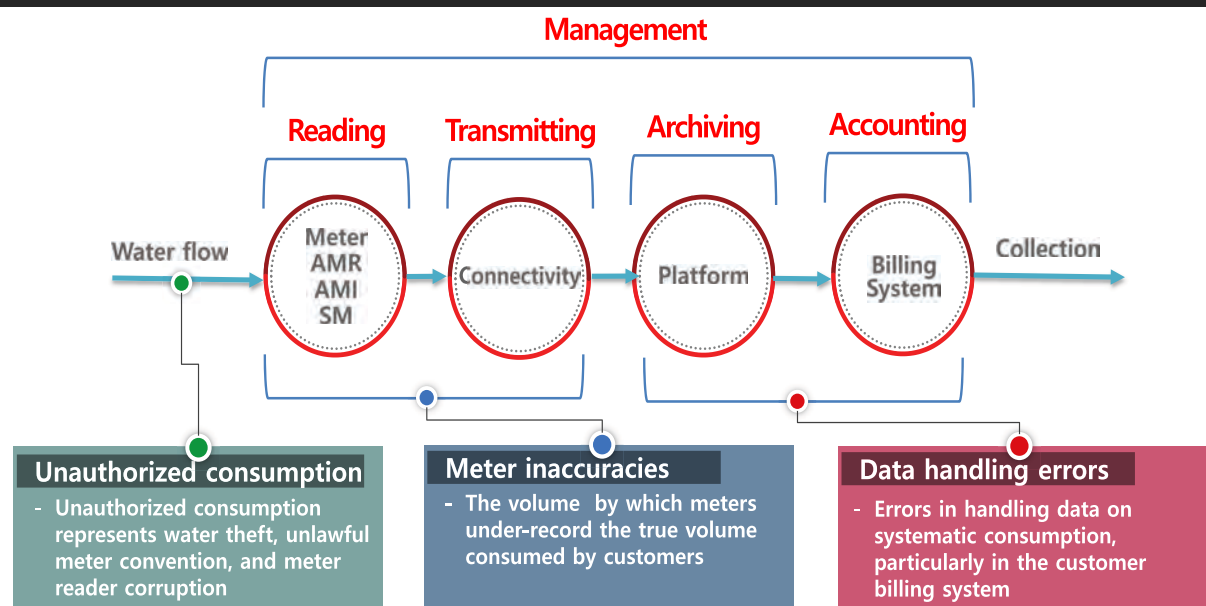 Management
Reading
Transmitting
Archiving
Accounting
Water flow
Meter
AMR
AMI
SM
Connectivity
Platform
Billing
System
Collection
Unauthorized consumption
- Unauthorized consumption
represents water theft, unlawful
meter convention, and meter
reader corruption
Meter inaccuracies
- The volume by which meters
under-record the true volume
consumed by customers
Data handling errors
- Errors in handling data on
systematic consumption,
particularly in the customer
billing system